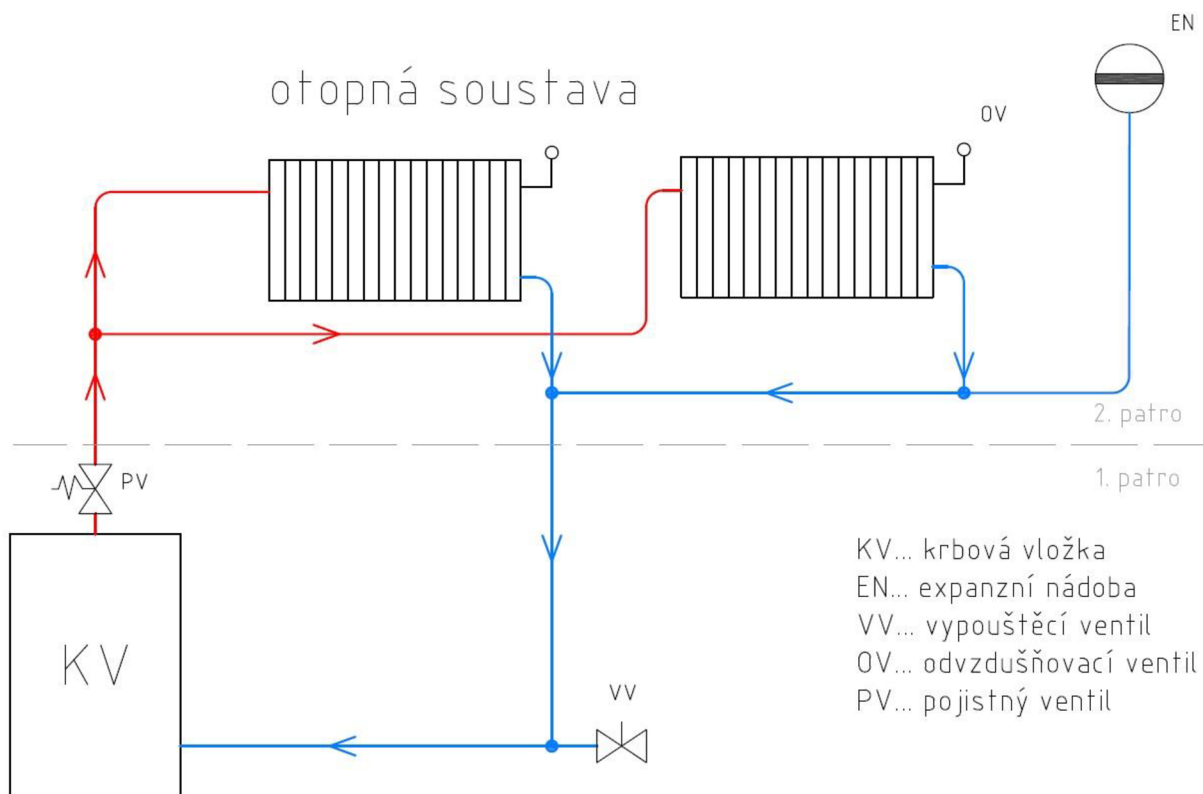 EN
otopná soustava
OV
2. patro
PV
1. patro
KV... krbová vložka
EN... expanzní nádoba
VV... vypouštěcí ventil
OV... odvzdušňovací ventil
PV... pojistný ventil
KV
VV